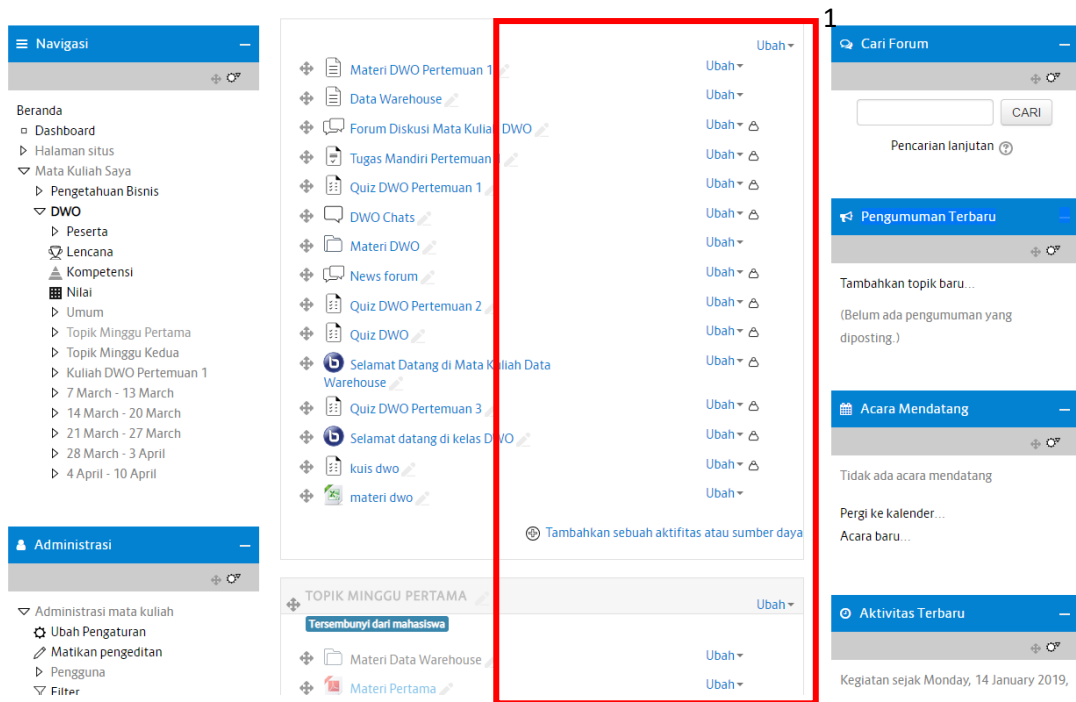 1
Navigasi
Beranda
Dashboard
Halaman situs
Mata Kuliah Saya
Pengetahuan Bisnis
DWO
Peserta
Lencana
Kompetensi
Nilai
Umum
Topik Minggu Pertama
Topik Minggu Kedua
Kuliah DWO Pertemuan 1
7 March - 13 March
14 March - 20 March
21 March - 27 March
28 March - 3 April
4 April - 10 April
Administrasi
Administrasi mata kuliah
Ubah Pengaturan
Matikan pengeditan
Pengguna
Filter
Ubah
Materi DWO Pertemuan 1 Ubah
Data Warehouse Ubah
Forum Diskusi Mata Kuliah DWO Ubah
Tugas Mandiri Pertemuan Ubah
Quiz DWO Pertemuan 1 Ubah
DWO Chats Ubah
Materi DWO Ubah
News forum Ubah
Quiz DWO Pertemuan 2 Ubah
Quiz DWO Ubah
Selamat Datang di Mata Kuliah Data Ubah
Warehouse
Quiz DWO Pertemuan 3 Ubah
Selamat datang di kelas DWO Ubah
kuis dwo Ubah
materi dwo Ubah
Tambahkan sebuah aktifitas atau sumber daya
TOPIK MINGGU PERTAMA Ubah
Tersembunyi dari mahasiswa
Materi Data Warehouse Ubah
Materi Pertama Ubah
Cari Forum
CARI
Pencarian lanjutan
Pengumuman Terbaru
Tambahkan topik baru...
(Belum ada pengumuman yang
diposting.)
Acara Mendatang
Tidak ada acara mendatang
Pergi ke kalender...
Acara baru...
Aktivitas Terbaru
Kegiatan sejak Monday, 14 January 2019,